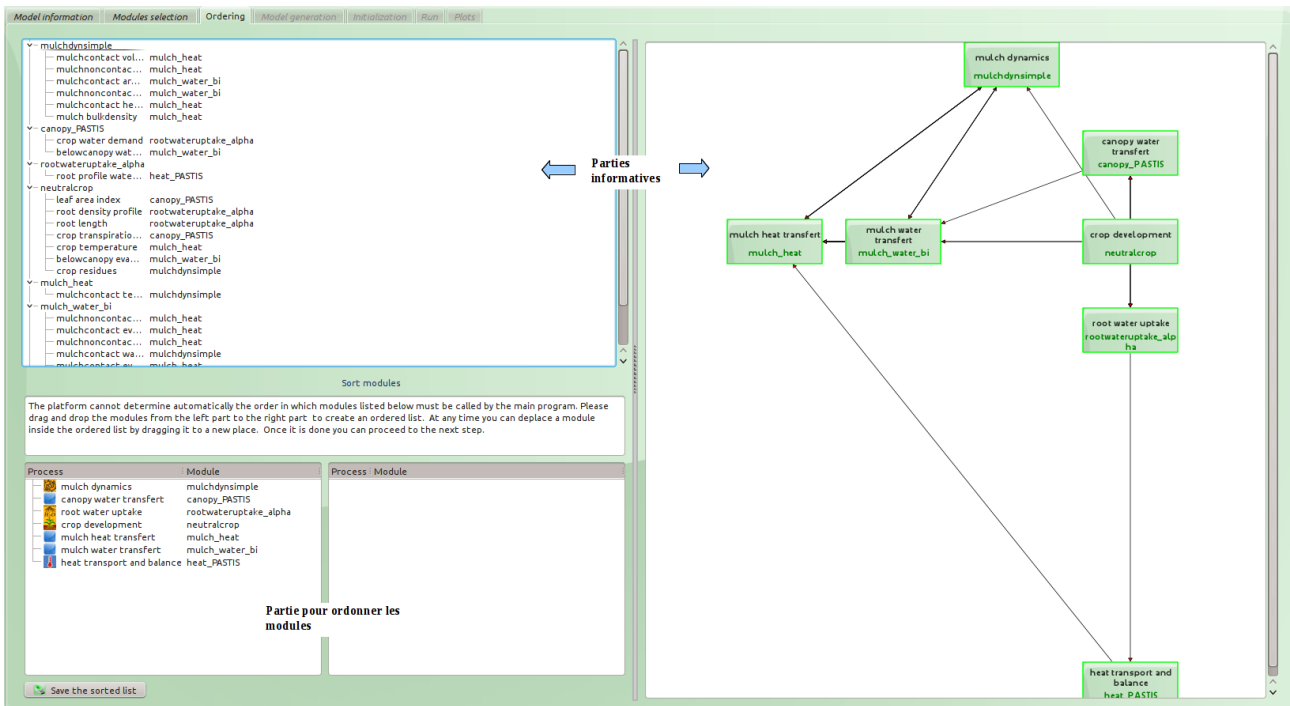 Model information Modules selection Ordering Model generation Initialization Run Plots
mulchdynsimple
mulchcontact vol... mulch_heat
mulchnoncontac... mulch_heat
mulchcontact ar... mulch_water_bi
mulchnoncontac... mulch_water_bi
mulchcontact he... mulch_heat
mulch bulkdensity mulch_heat
canopy_PASTIS
crop water demand rootwateruptake_alpha
belowcanopy wat... mulch_water_bi
rootwateruptake_alpha
root profile wate... heat_PASTIS
neutralcrop
leaf area index canopy_PASTIS
root density profile rootwateruptake_alpha
root length rootwateruptake_alpha
crop transpiratio... canopy_PASTIS
crop temperature mulch_heat
belowcanopy eva... mulch_water_bi
crop residues mulchdynsimple
mulch_heat
mulchcontact te... mulchdynsimple
mulch_water_bi
mulchnoncontac... mulch_heat
mulchcontact ev... mulch_heat
mulchnoncontac... mulch_heat
mulchcontact wa... mulchdynsimple
mulchcontact ev... mulch_heat
Sort modules
The platform cannot determine automatically the order in which modules listed below must be called by the main program. Please
drag and drop the modules from the left part to the right part to create an ordered list. At any time you can deplace a module
inside the ordered list by dragging it to a new place. Once it is done you can proceed to the next step.
Process Module
mulch dynamics mulchdynsimple
canopy water transfert canopy_PASTIS
root water uptake rootwateruptake_alpha
crop development neutralcrop
mulch heat transfert mulch_heat
mulch water transfert mulch_water_bi
heat transport and balance heat_PASTIS
Process Module
Partie pour ordonner les
modules
Save the sorted list
Parties
informatives
mulch dynamics
mulchdynsimple
canopy water
transfert
canopy_PASTIS
mulch heat transfert
mulch_heat
mulch water
transfert
mulch_water_bi
crop development
neutralcrop
root water uptake
rootwateruptake_alp
ha
heat transport and
balance
heat_PASTIS